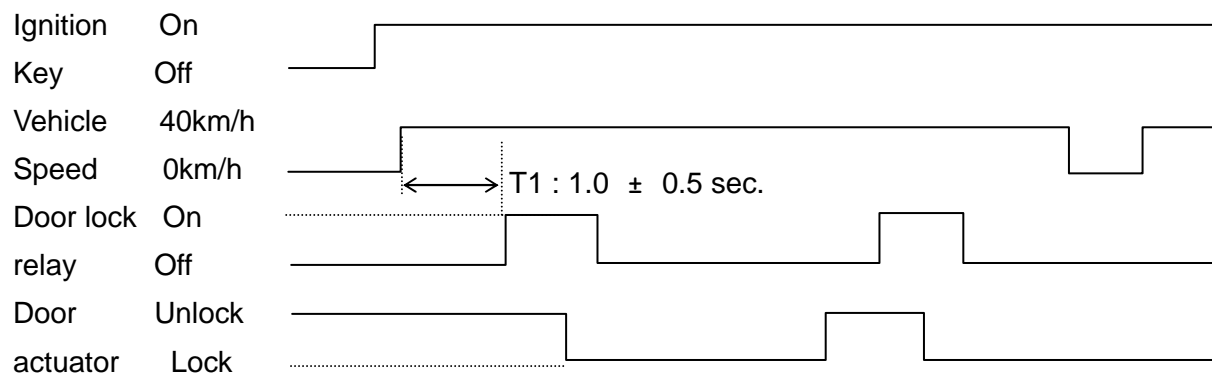 Ignition On
Key Off
Vehicle 40km/h
Speed 0km/h
T1 : 1.0 ± 0.5 sec.
Door lock On
relay Off
Door Unlock
actuator Lock